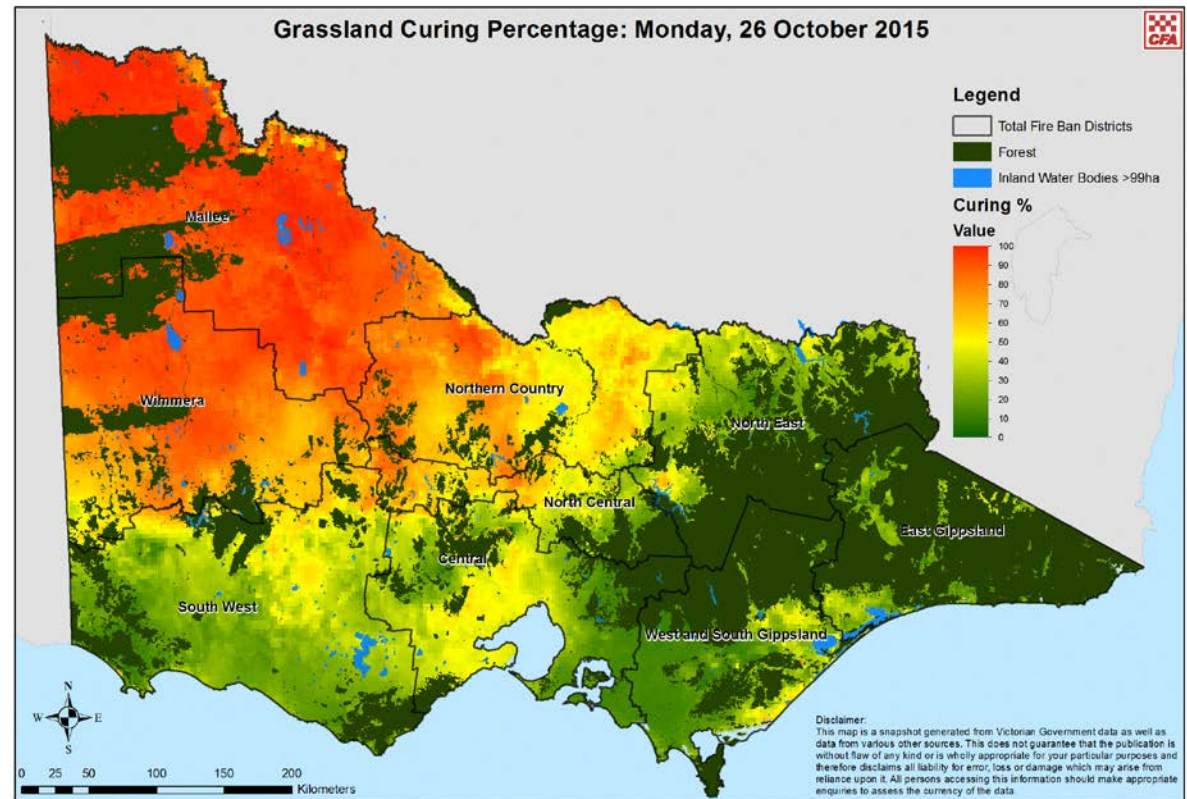 Grassland Curing Percentage: Monday, 26 October 2015
CFA
Legend
Total Fire Ban Districts
Forest
Inland Water Bodies >99ha
Curing %
Value
100
90
80
70
60
50
40
30
20
10
0
Mallee
Wimmera
Northern Country
North East
North Central
East Gippsland
Central
South West
West and South Gippsland
N
W E
S
0 25 50 100 150 200
Kilometers
Disclaimer:
This map is a snapshot generated from Victorian Government data as well as
data from various other sources. This does not guarantee that the publication is
without flaw of any kind or is wholly appropriate for your particular purposes and
therefore disclaims all liability for error, loss or damage which may arise from
reliance upon it. All persons accessing this information should make appropriate
enquiries to assess the currency of the data.